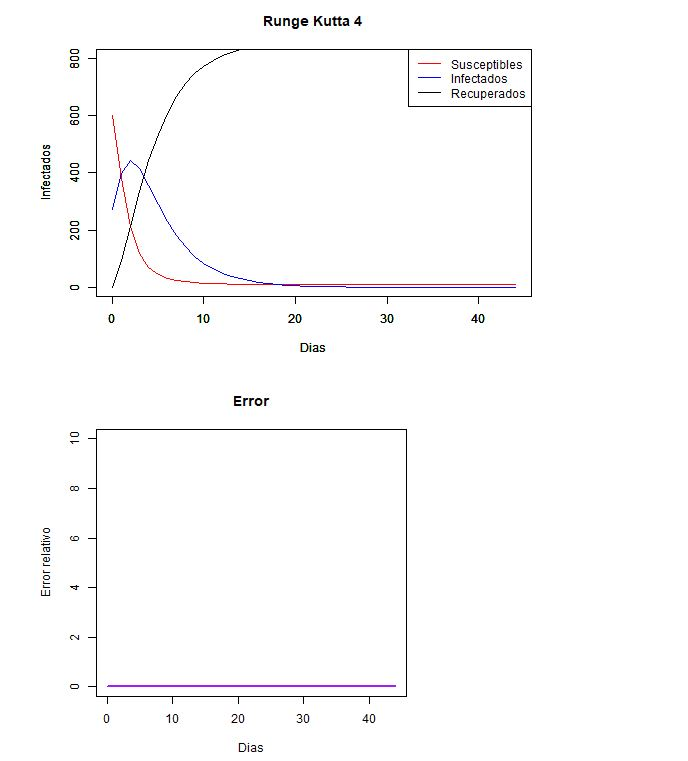 Runge Kutta 4
Infectados
800
600
400
200
0
Susceptibles
Infectados
Recuperados
0 10 20 30 40
Dias
Error
Error relativo
10
8
6
4
2
0
0 10 20 30 40
Dias